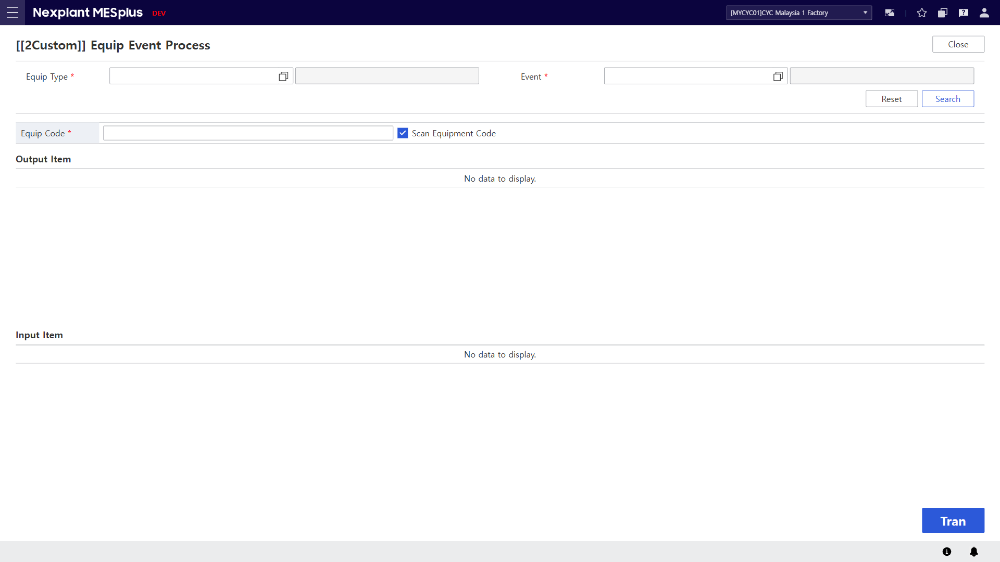 Nexplant MESplus DEV
[MYCYC01]CYC Malaysia 1 Factory
[[2Custom]] Equip Event Process
Close
Equip Type *
Event *
Reset
Search
Equip Code *
Scan Equipment Code
Output Item
No data to display.
Input Item
No data to display.
Tran